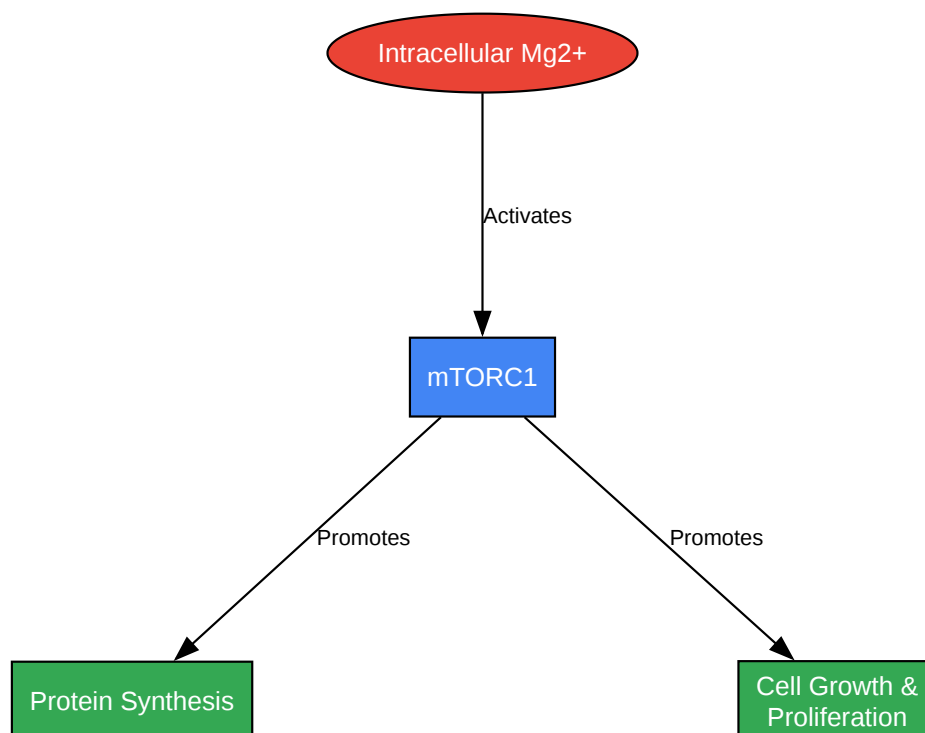 Intracellular Mg2+
Activates
mTORC1
Promotes
Promotes
Protein Synthesis
Cell Growth &
Proliferation